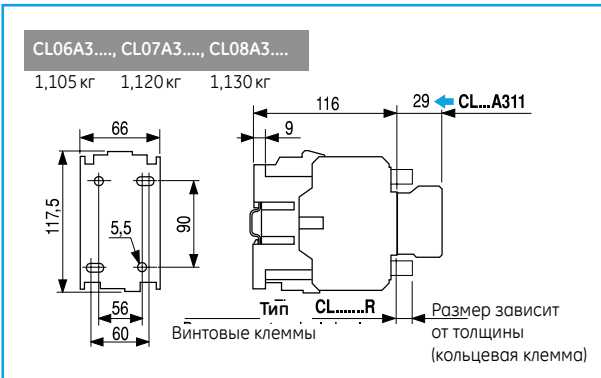 CL06A3...., CL07A3...., CL08A3....
1,105 кг 1,120 кг 1,130 кг
116
29
CL...A311
66
9
117,5
5,5
90
56
60
Тип CL.......R
Винтовые клеммы
Размер зависит
от толщины
(кольцевая клемма)